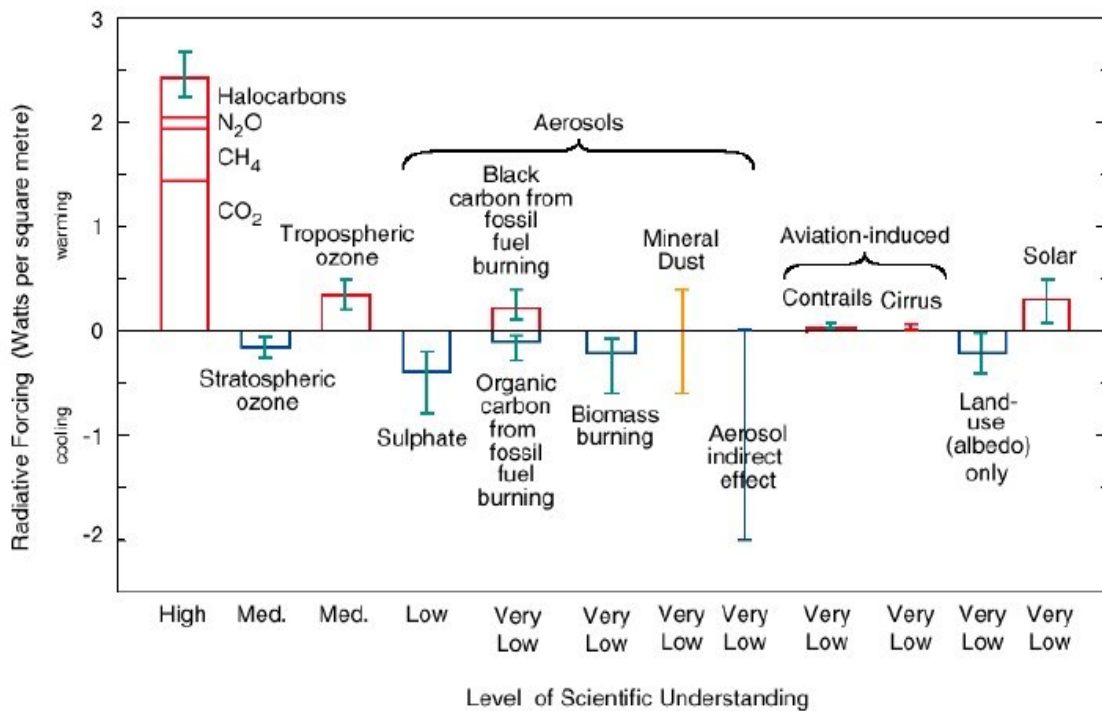 Radiative Forcing (Watts per square metre)
cooling
warming
3
2
1
0
-1
-2
Halocarbons
N₂O
CH₄
CO₂
Stratospheric
ozone
Tropospheric
ozone
Aerosols
Sulphate
Black
carbon from
fossil
fuel
burning
Organic
carbon
from
fossil
fuel
burning
Biomass
burning
Mineral
Dust
Aerosol
indirect
effect
Aviation-induced
Contrails
Cirrus
Land-
use
(albedo)
only
Solar
High
Med.
Med.
Low
Very
Low
Very
Low
Very
Low
Very
Low
Very
Low
Very
Low
Very
Low
Very
Low
Level of Scientific Understanding